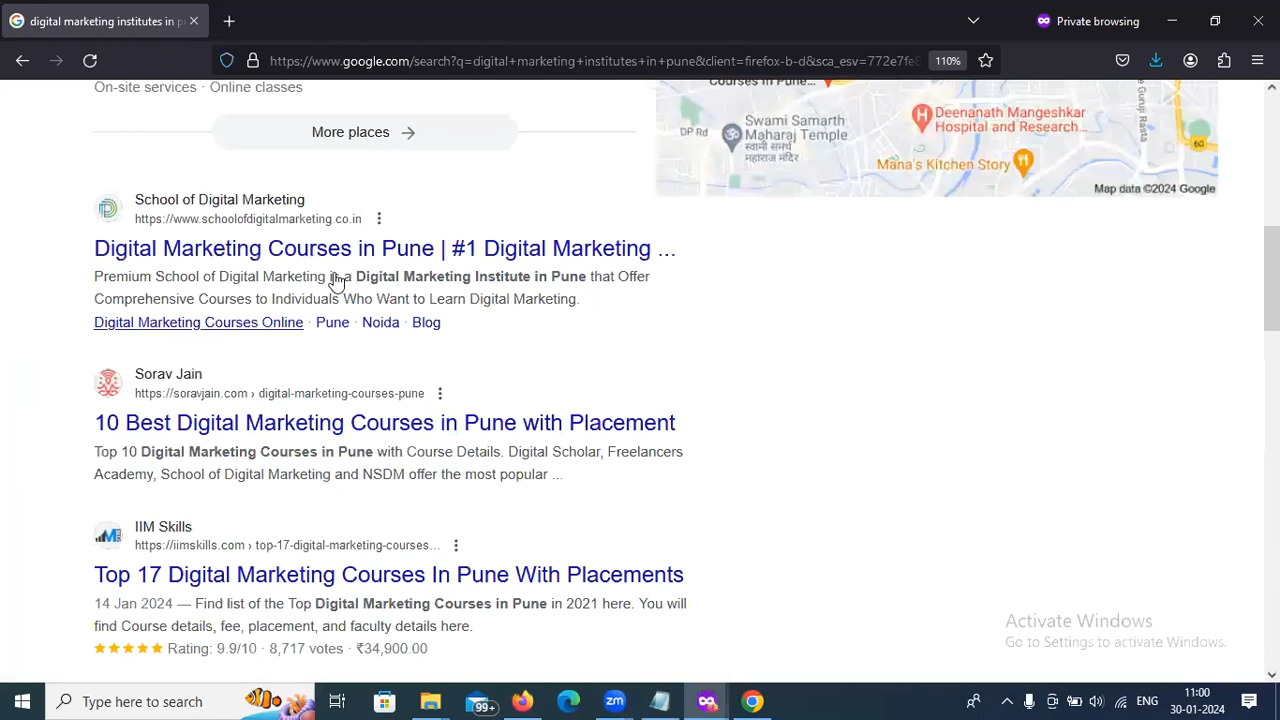 digital marketing institutes in p
Private browsing
https://www.google.com/search?q=digital+marketing+institutes+in+pune&client=firefox-b-d&sca_esv=772e7fe8
110%
On-site services · Online classes
More places
Courses in Pune...
Swami Samarth
Maharaj Temple
स्वामी समर्थ
महाराज मंदिर
DP Rd
Deenanath Mangeshkar
Hospital and Research...
Mana's Kitchen Story
Guruji Rasta
60
Map data ©2024 Google
School of Digital Marketing
https://www.schoolofdigitalmarketing.co.in
Digital Marketing Courses in Pune | #1 Digital Marketing ...
Premium School of Digital Marketing is a Digital Marketing Institute in Pune that Offer
Comprehensive Courses to Individuals Who Want to Learn Digital Marketing.
Digital Marketing Courses Online · Pune · Noida · Blog
Sorav Jain
https://soravjain.com › digital-marketing-courses-pune
10 Best Digital Marketing Courses in Pune with Placement
Top 10 Digital Marketing Courses in Pune with Course Details. Digital Scholar, Freelancers
Academy, School of Digital Marketing and NSDM offer the most popular ...
IIM Skills
https://iimskills.com › top-17-digital-marketing-courses...
Top 17 Digital Marketing Courses In Pune With Placements
14 Jan 2024 — Find list of the Top Digital Marketing Courses in Pune in 2021 here. You will
find Course details, fee, placement, and faculty details here.
Rating: 9.9/10 · 8,717 votes · ₹34,900.00
Activate Windows
Go to Settings to activate Windows.
Type here to search
99+
zm
ENG
11:00
30-01-2024